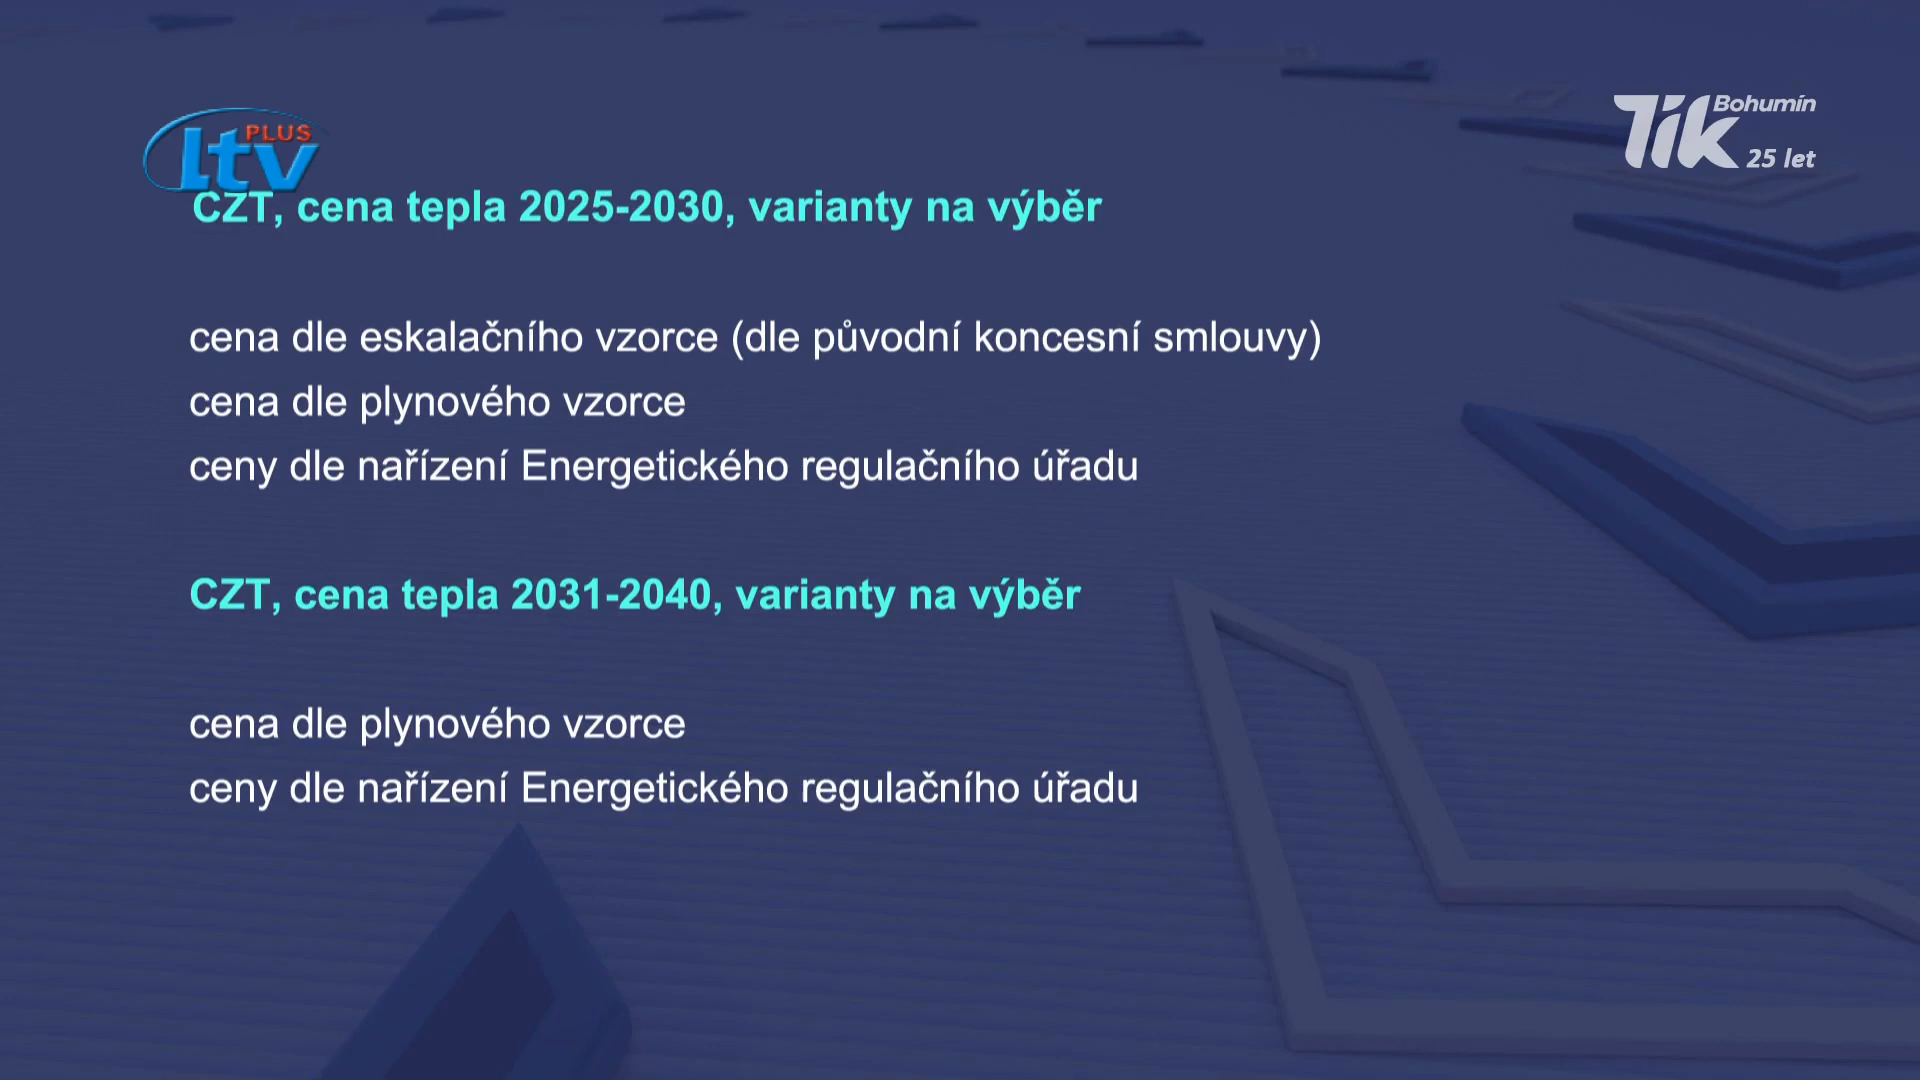 ltv PLUS
Tik Bohumín
25 let
CZT, cena tepla 2025-2030, varianty na výběr
cena dle eskalačního vzorce (dle původní koncesní smlouvy)
cena dle plynového vzorce
ceny dle nařízení Energetického regulačního úřadu
CZT, cena tepla 2031-2040, varianty na výběr
cena dle plynového vzorce
ceny dle nařízení Energetického regulačního úřadu